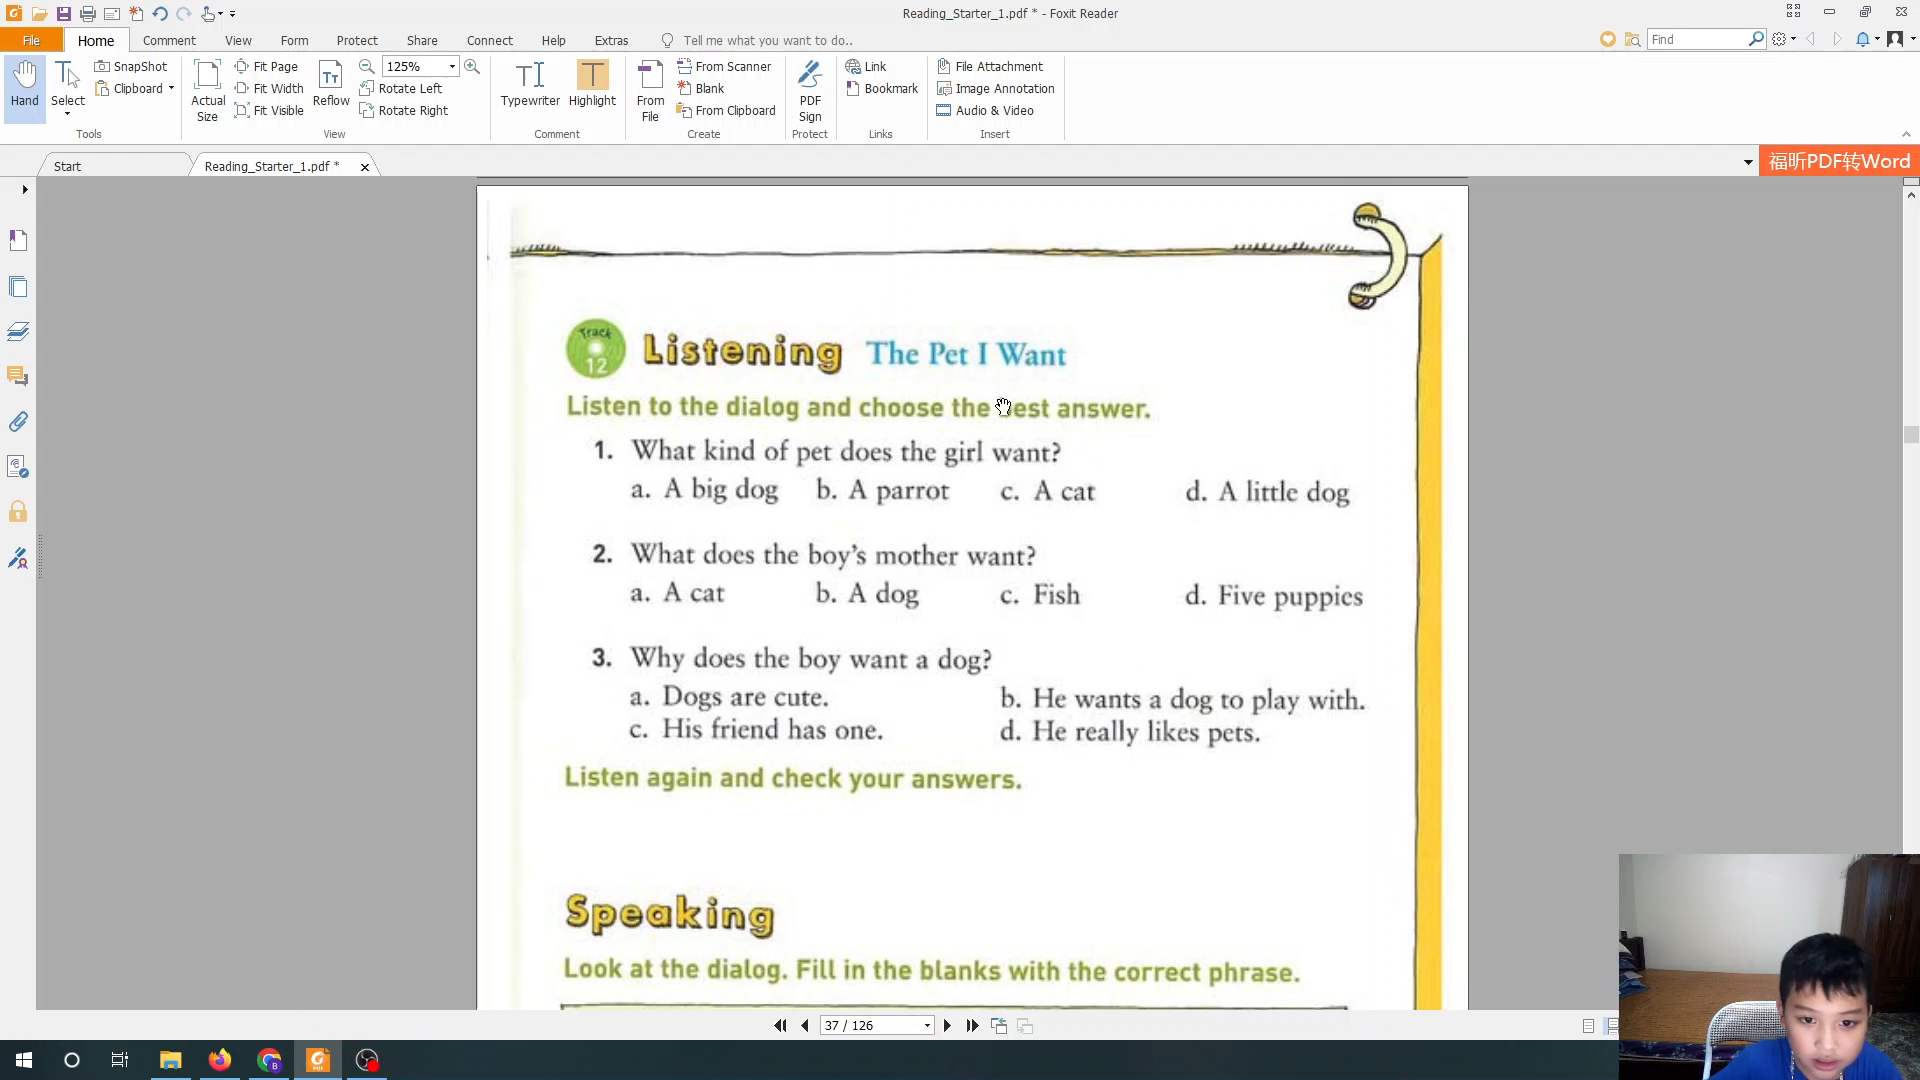 Reading_Starter_1.pdf * - Foxit Reader
File Home Comment View Form Protect Share Connect Help Extras Tell me what you want to do.. Find
Hand
Select
SnapShot
Clipboard
Tools
Actual Size
Fit Page
Fit Width
Fit Visible
Reflow
125%
Rotate Left
Rotate Right
View
Typewriter
Highlight
Comment
From File
From Scanner
Blank
From Clipboard
Create
PDF Sign
Protect
Link
Bookmark
Links
File Attachment
Image Annotation
Audio & Video
Insert
Start
Reading_Starter_1.pdf *
福昕PDF转Word
Track 12
Listening The Pet I Want
Listen to the dialog and choose the best answer.
1. What kind of pet does the girl want?
a. A big dog b. A parrot c. A cat d. A little dog
2. What does the boy's mother want?
a. A cat b. A dog c. Fish d. Five puppies
3. Why does the boy want a dog?
a. Dogs are cute. b. He wants a dog to play with.
c. His friend has one. d. He really likes pets.
Listen again and check your answers.
Speaking
Look at the dialog. Fill in the blanks with the correct phrase.
37 / 126